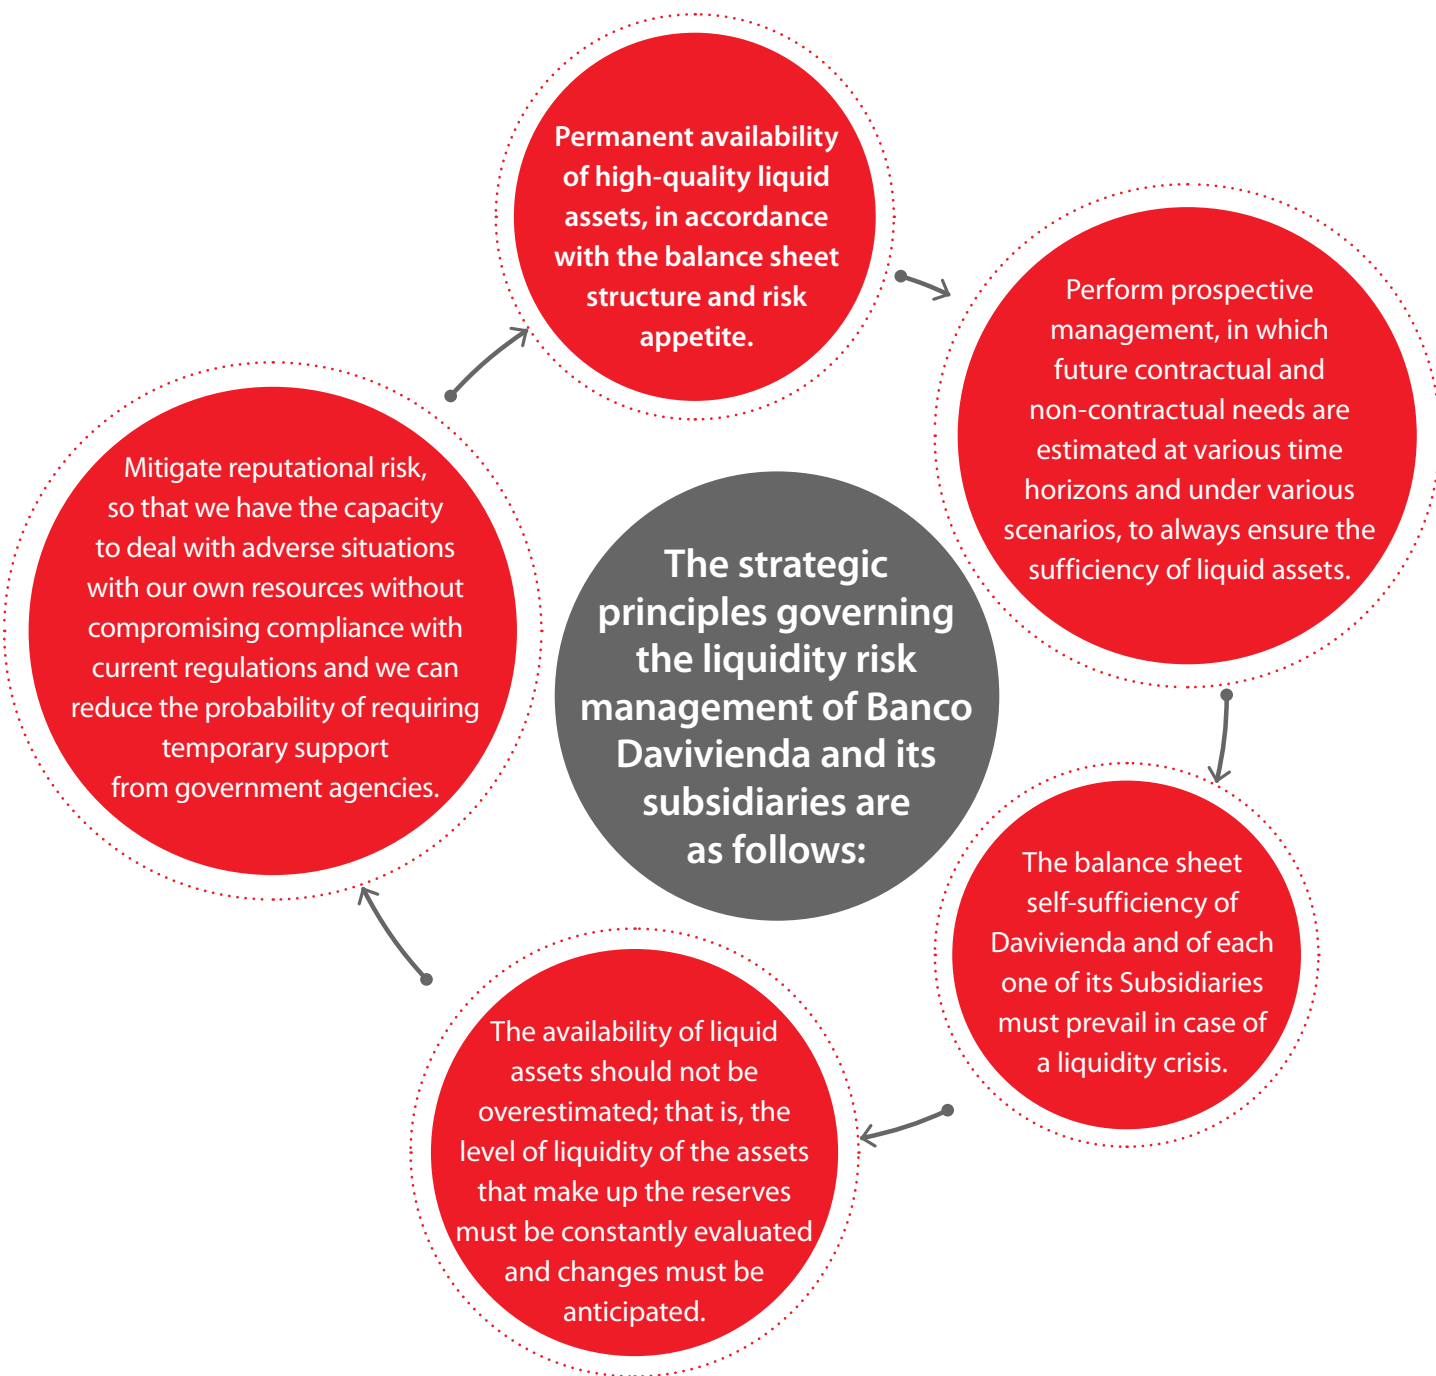 The strategic
principles governing
the liquidity risk
management of Banco
Davivienda and its
subsidiaries are
as follows:
Permanent availability
of high-quality liquid
assets, in accordance
with the balance sheet
structure and risk
appetite.
Perform prospective
management, in which
future contractual and
non-contractual needs are
estimated at various time
horizons and under various
scenarios, to always ensure the
sufficiency of liquid assets.
The balance sheet
self-sufficiency of
Davivienda and of each
one of its Subsidiaries
must prevail in case of
a liquidity crisis.
The availability of liquid
assets should not be
overestimated; that is, the
level of liquidity of the assets
that make up the reserves
must be constantly evaluated
and changes must be
anticipated.
Mitigate reputational risk,
so that we have the capacity
to deal with adverse situations
with our own resources without
compromising compliance with
current regulations and we can
reduce the probability of requiring
temporary support
from government agencies.